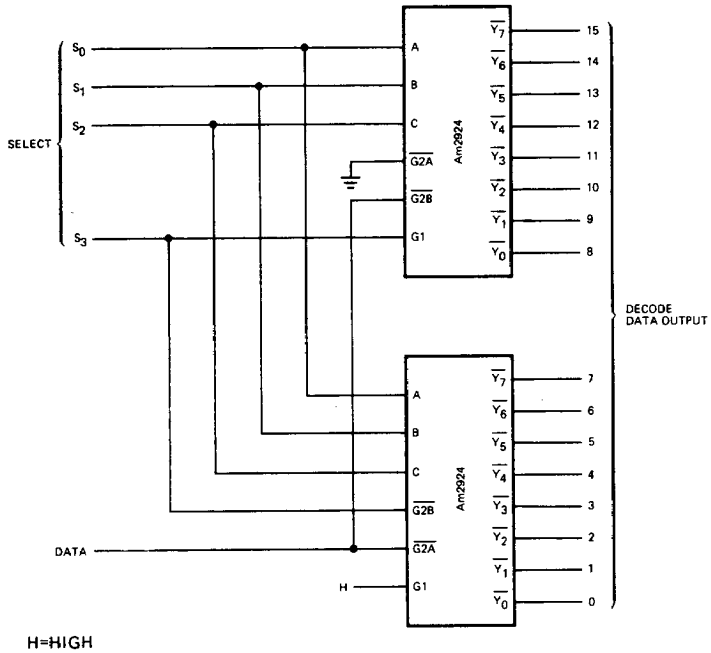 S0
A
Y7
15
Y6
14
S1
B
Y5
13
S2
C
Y4
12
SELECT
G2A
Am2924
Y3
11
G2B
Y2
10
Y1
9
S3
G1
Y0
8
DECODE
DATA OUTPUT
A
Y7
7
Y6
6
B
Y5
5
C
Y4
4
Am2924
G2B
Y3
3
Y2
2
DATA
G2A
Y1
1
H
G1
Y0
0
H=HIGH